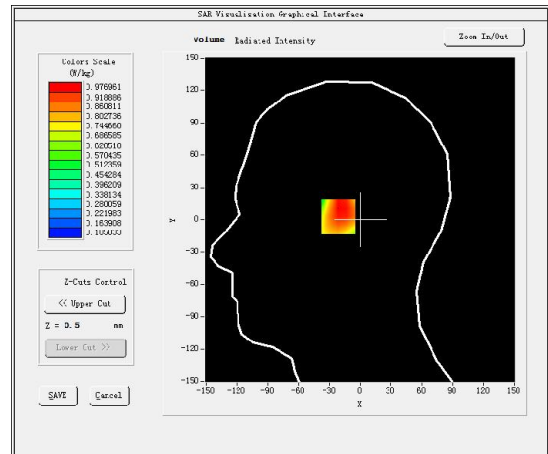 SAR Visualisation Graphical Interface
Volume Radiated Intensity
Zoom In/Out
Colors Scale
(W/kg)
0.976961
0.918886
0.860811
0.802736
0.744660
0.686585
0.628510
0.570435
0.512359
0.454284
0.396209
0.338134
0.280059
0.221983
0.163908
0.105833
150
120
90
60
30
0
-30
-60
-90
-120
-150
Y
-150 -120 -90 -60 -30 0 30 60 90 120 150
X
Z-Cuts Control
<< Upper Cut
Z = 0.5 mm
Lower Cut >>
SAVE
Cancel